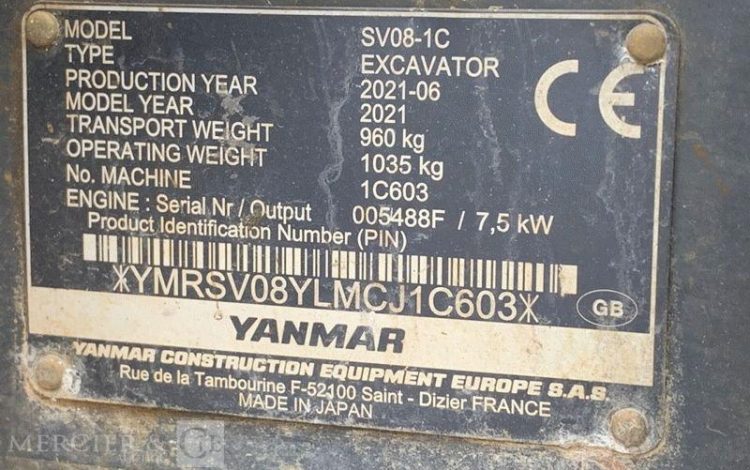 MODEL SV08-1C
TYPE EXCAVATOR
PRODUCTION YEAR 2021-06
MODEL YEAR 2021
TRANSPORT WEIGHT 960 kg
OPERATING WEIGHT 1035 kg
No. MACHINE 1C603
ENGINE : Serial Nr / Output 005488F / 7,5 kW
Product Identification Number (PIN)
*YMRSV08YLMCJ1C603*
CE
GB
YANMAR
YANMAR CONSTRUCTION EQUIPMENT EUROPE S.A.S.
Rue de la Tambourine F-52100 Saint - Dizier FRANCE
MADE IN JAPAN
MERCIER &